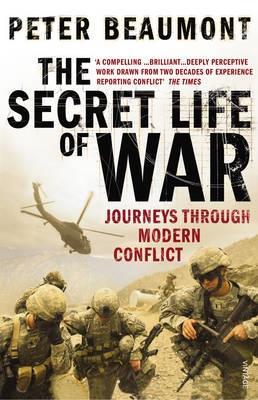 PETER BEAUMONT
THE
'A COMPELLING ...BRILLIANT...DEEPLY PERCEPTIVE
WORK DRAWN FROM TWO DECADES OF EXPERIENCE
REPORTING CONFLICT' THE TIMES
SECRET LIFE
OF WAR
JOURNEYS THROUGH
MODERN
CONFLICT
VINTAGE